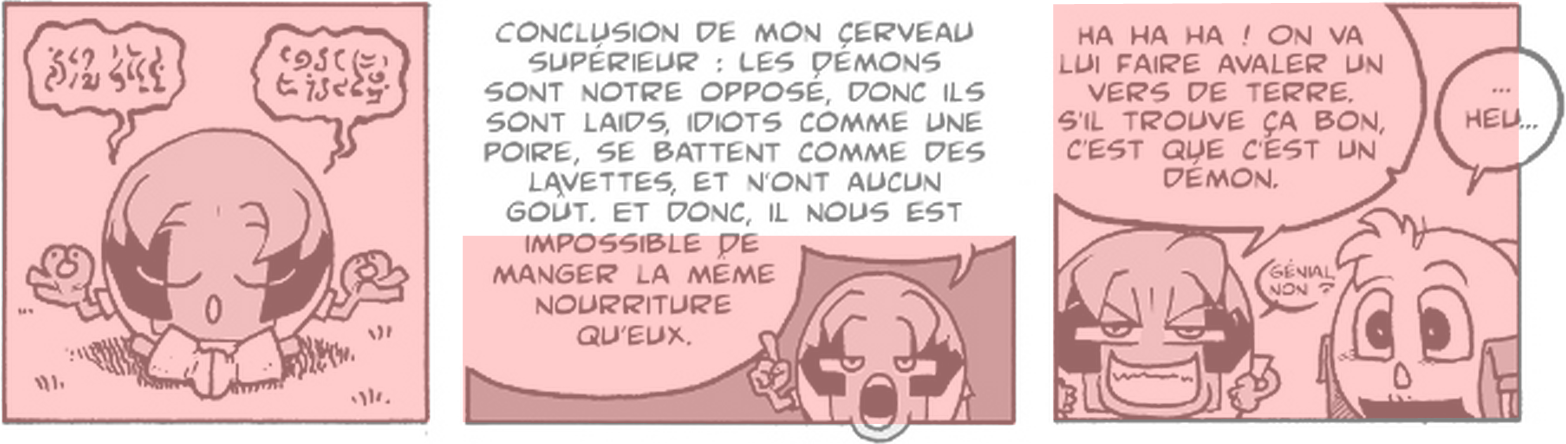 CONCLUSION DE MON CERVEAU
SUPÉRIEUR : LES DÉMONS
SONT NOTRE OPPOSÉ, DONC ILS
SONT LAIDS, IDIOTS COMME UNE
POIRE, SE BATTENT COMME DES
LAVETTES, ET N'ONT AUCUN
GOÛT. ET DONC, IL NOUS EST
IMPOSSIBLE DE
MANGER LA MÊME
NOURRITURE
QU'EUX.
HA HA HA ! ON VA
LUI FAIRE AVALER UN
VERS DE TERRE.
S'IL TROUVE ÇA BON,
C'EST QUE C'EST UN
DÉMON.
GÉNIAL,
NON ?
...
HEU...